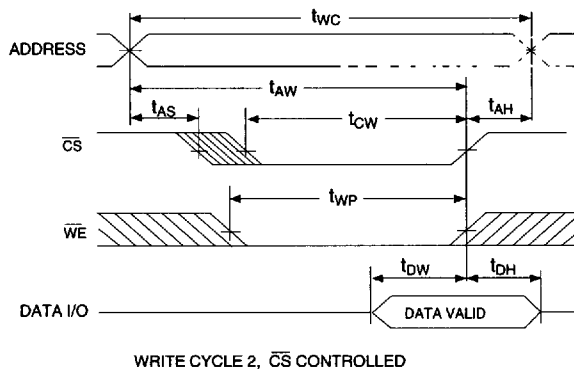 tWC
ADDRESS
tAW
tAS
tCW
tAH
CS
tWP
WE
tDW
tDH
DATA I/O
DATA VALID
WRITE CYCLE 2, CS CONTROLLED